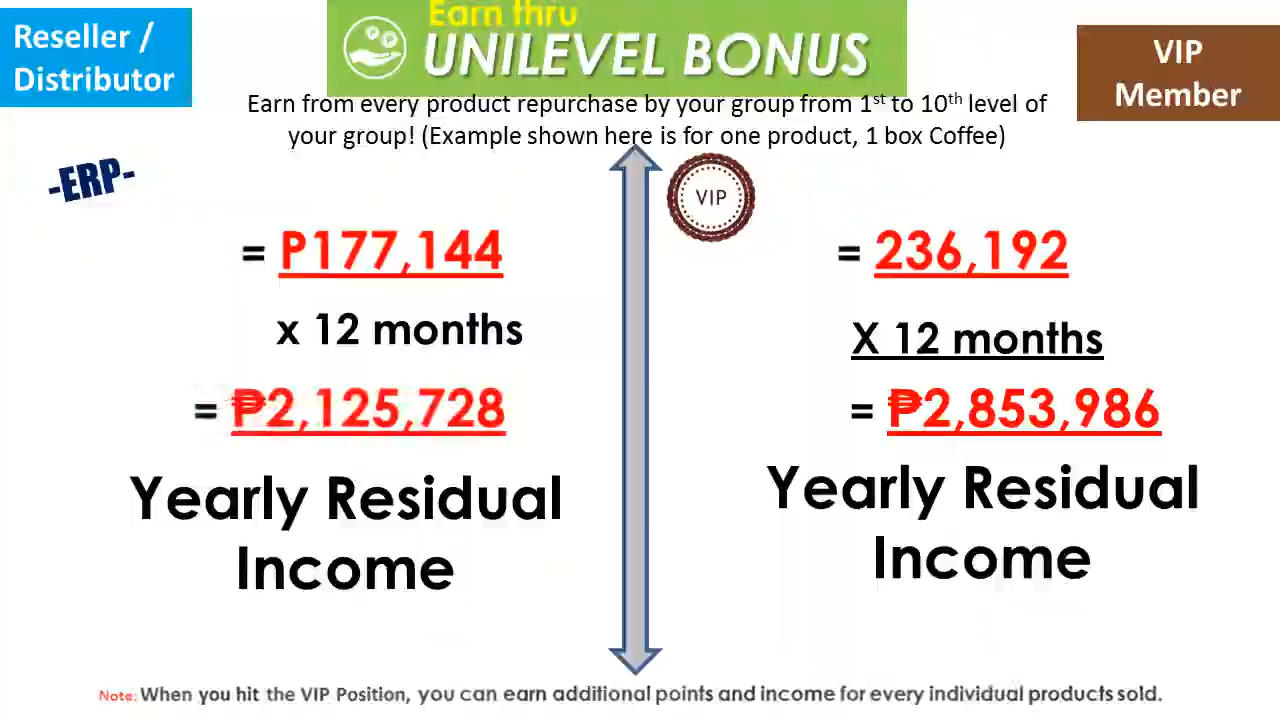 Reseller /
Distributor
Earn thru
UNILEVEL BONUS
VIP
Member
Earn from every product repurchase by your group from 1st to 10th level of
your group! (Example shown here is for one product, 1 box Coffee)
-ERP-
VIP
= P177,144
x 12 months
= ₱2,125,728
Yearly Residual
Income
= 236,192
X 12 months
= ₱2,853,986
Yearly Residual
Income
Note: When you hit the VIP Position, you can earn additional points and income for every individual products sold.